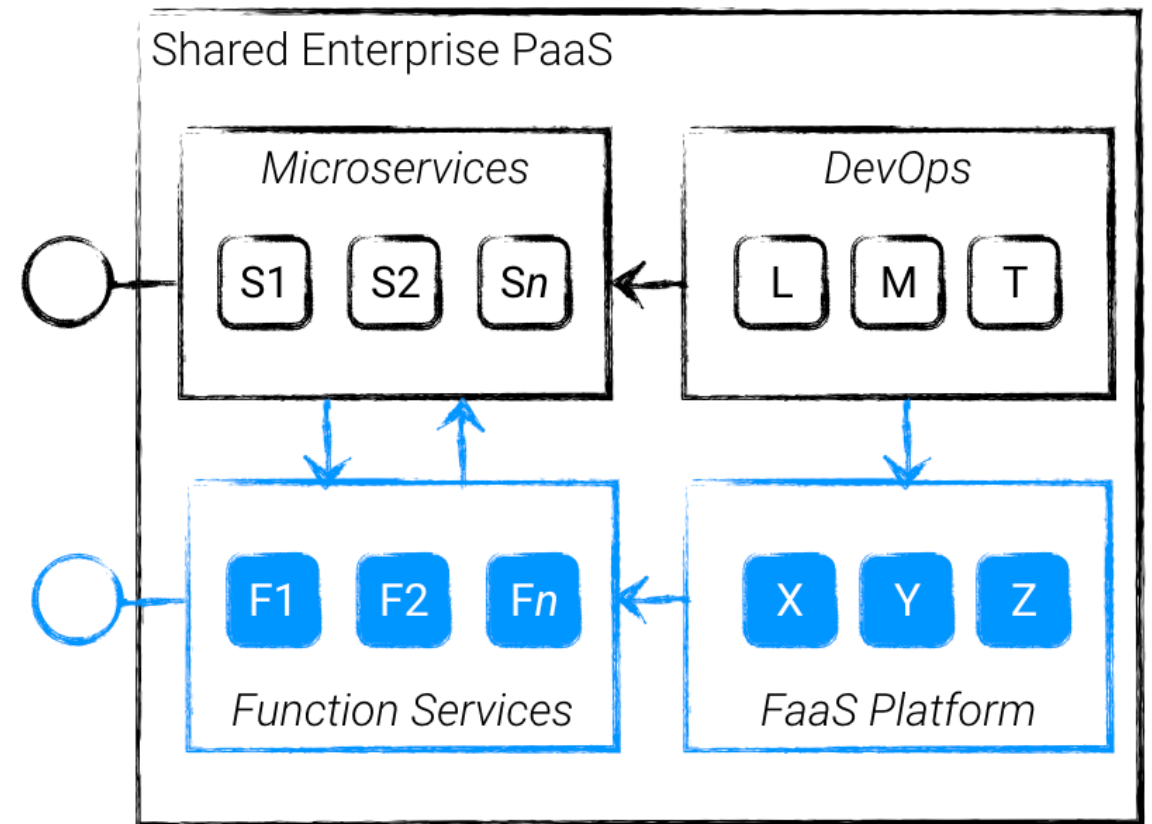 Shared Enterprise PaaS
Microservices
DevOps
S1 S2 Sn
L M T
F1 F2 Fn
X Y Z
Function Services
FaaS Platform